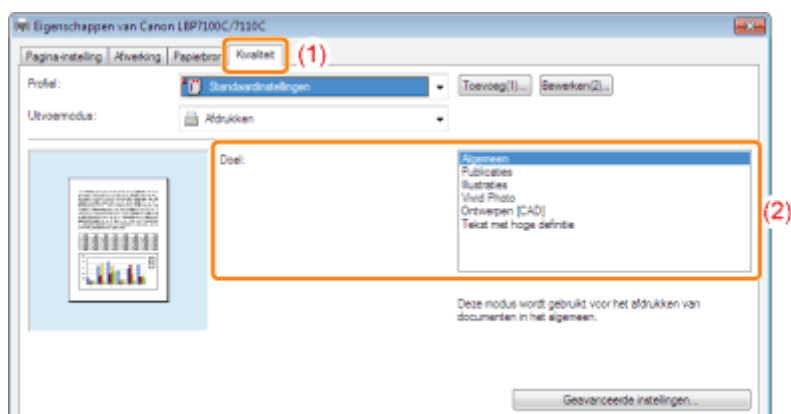 Eigenschappen van Canon LBP7100C/7110C
Pagina-instelling Afwerking Papierbron Kwaliteit (1)
Profiel: Standaardinstellingen Toevoeg(1)... Bewerken(2)...
Uitvoermodus: Afdrukken
Doel: Algemeen
Publicaties
Illustraties
Vivid Photo
Ontwerpen [CAD]
(2)
Tekst met hoge definitie
Deze modus wordt gebruikt voor het afdrukken van
documenten in het algemeen.
Geavanceerde instellingen...